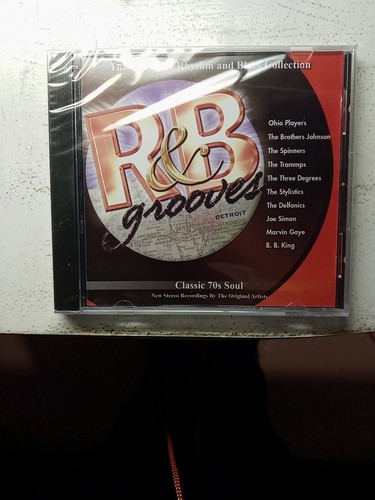 Rhythm and Blues Collection
R&B
grooves
DETROIT
Ohio Players
The Brothers Johnson
The Spinners
The Trammps
The Three Degrees
The Stylistics
The Delfonics
Joe Simon
Marvin Gaye
B. B. King
Classic 70s Soul
New Stereo Recordings By The Original Artists